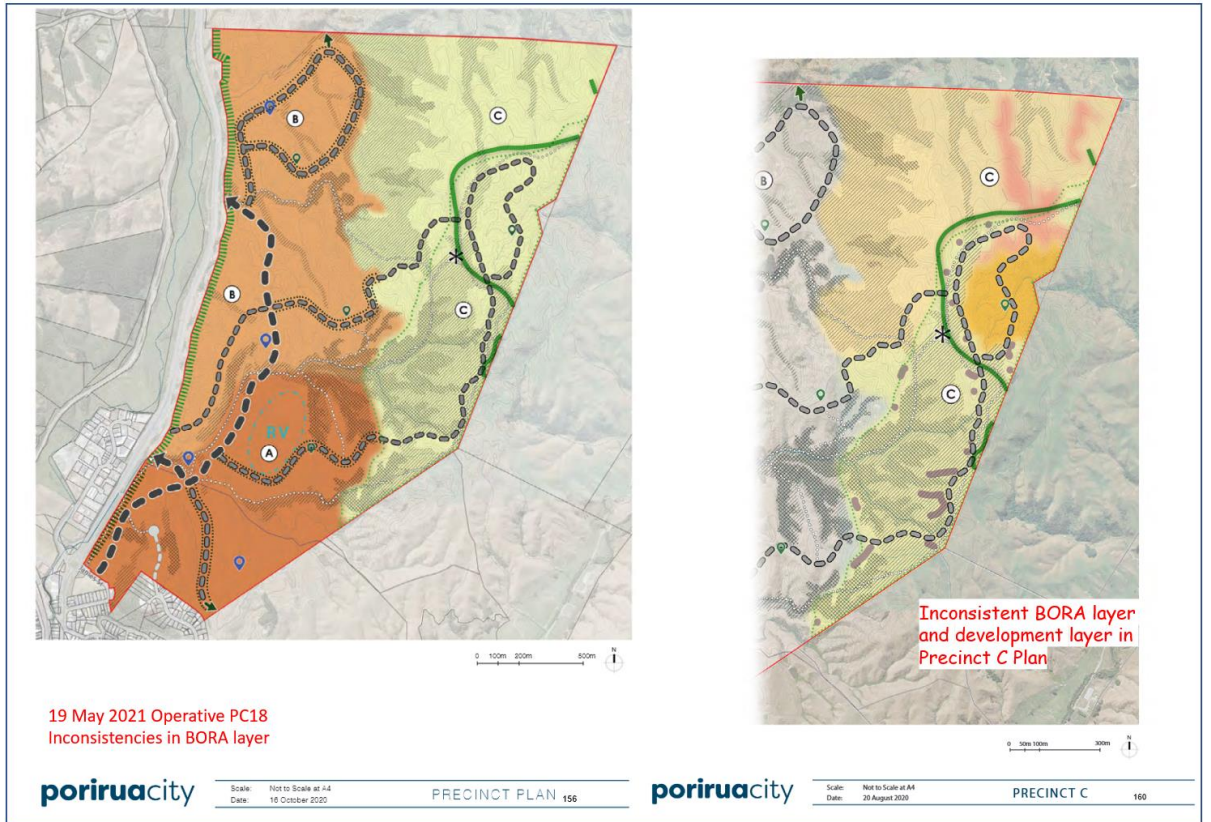 B
C
B
C
RV
A
0 100m 200m 500m
N
19 May 2021 Operative PC18
Inconsistencies in BORA layer
poriruacity
Scale: Not to Scale at A4
Date: 16 October 2020
PRECINCT PLAN 156
B
C
C
Inconsistent BORA layer
and development layer in
Precinct C Plan
0 50m 100m 300m
N
poriruacity
Scale: Not to Scale at A4
Date: 20 August 2020
PRECINCT C 160